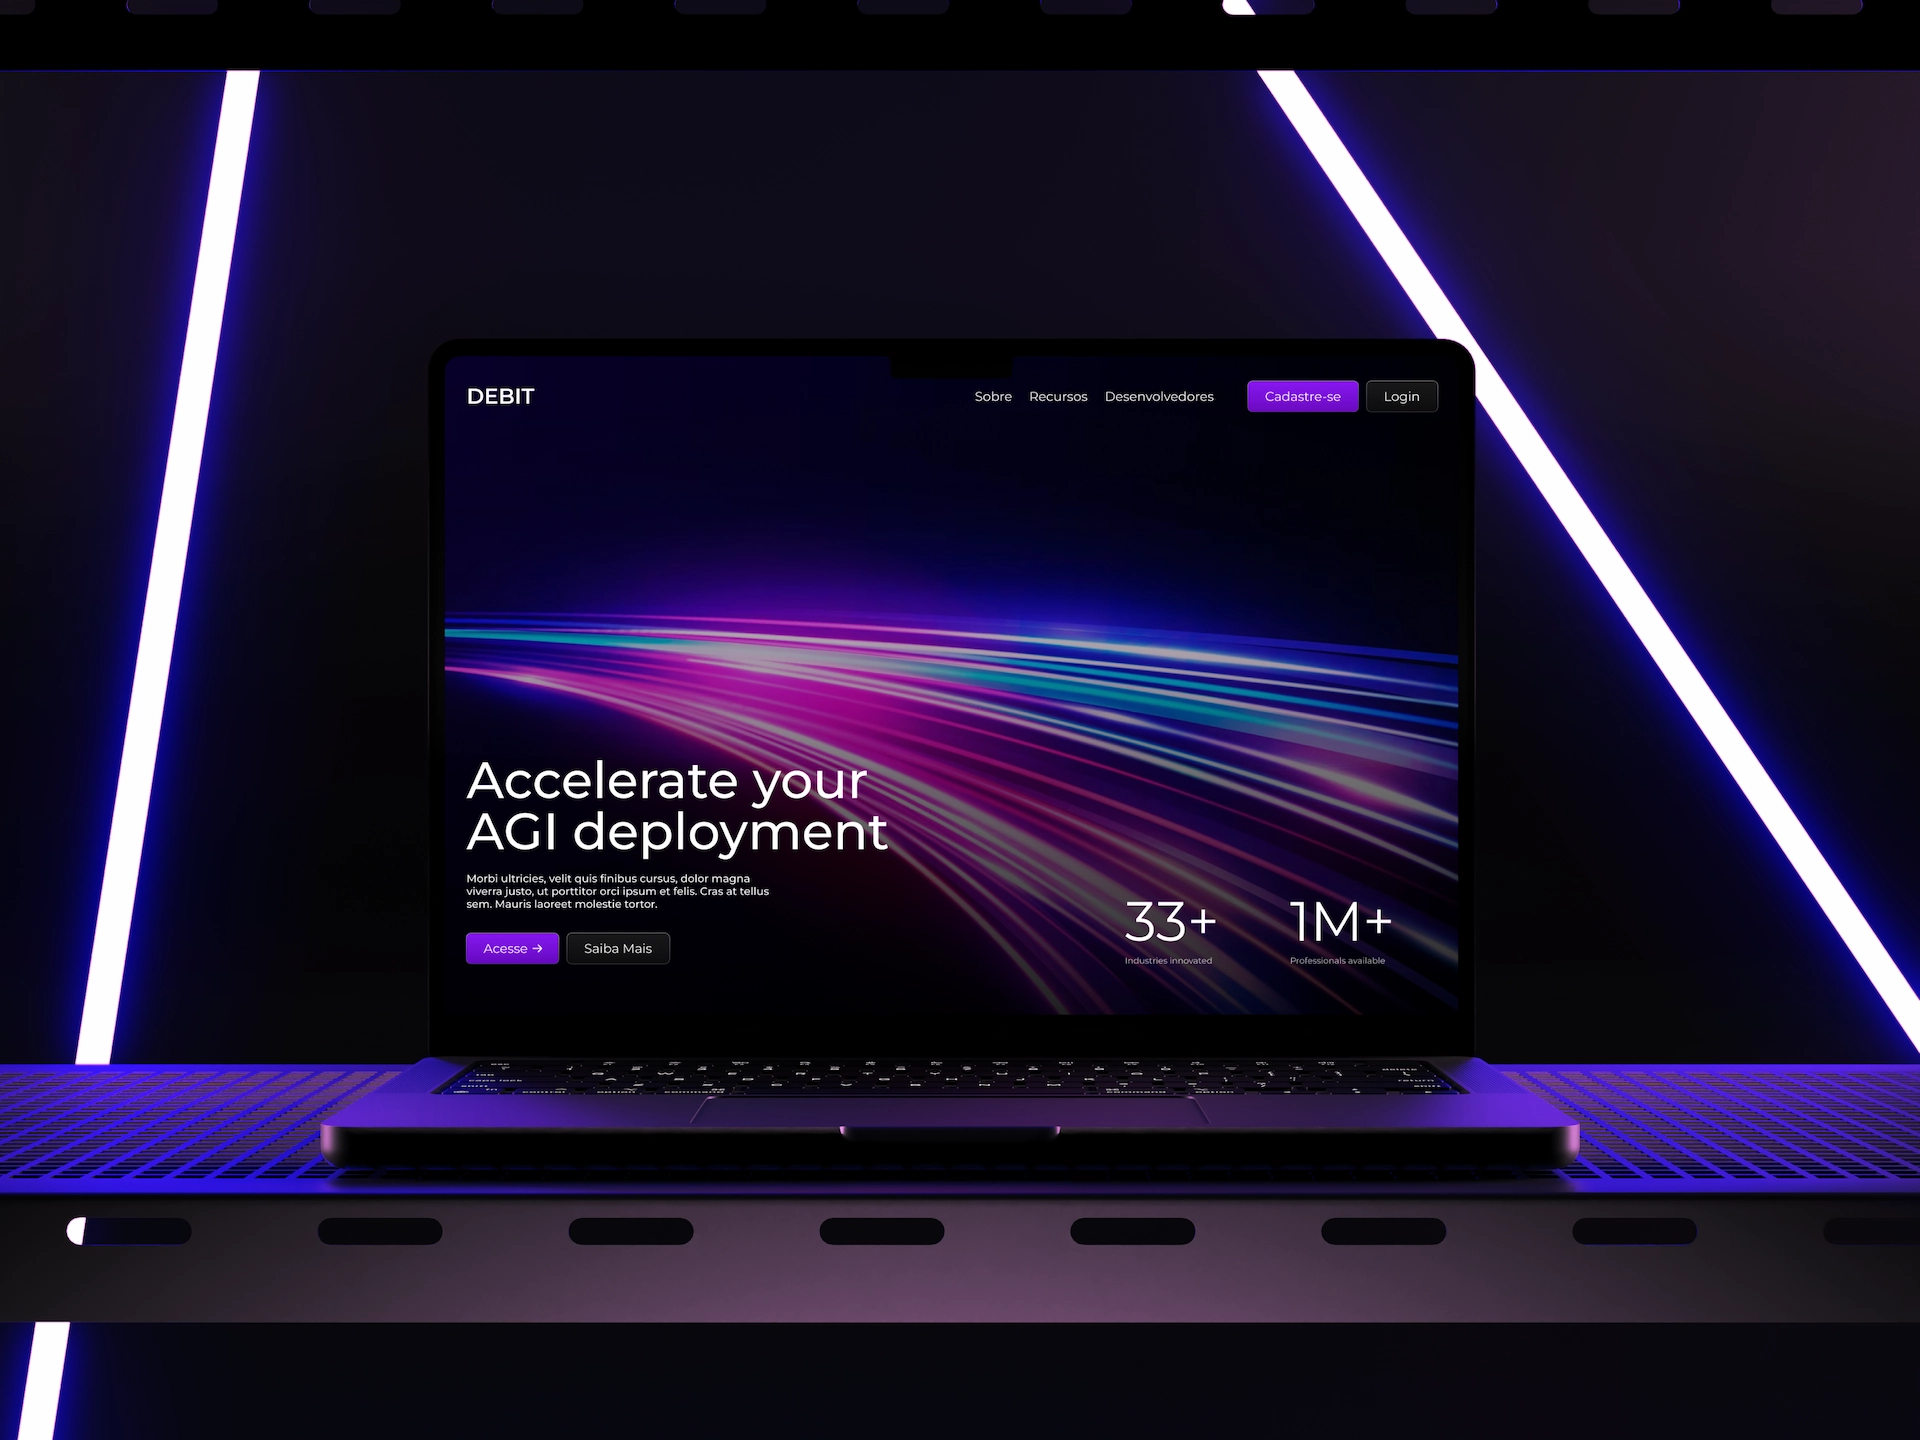 DEBIT
Sobre Recursos Desenvolvedores Cadastre-se Login
Accelerate your
AGI deployment
Morbi ultricies, velit quis finibus cursus, dolor magna
viverra justo, ut porttitor orci ipsum et felis. Cras at tellus
sem. Mauris laoreet molestie tortor.
Acesse → Saiba Mais
33+
Industries innovated
1M+
Professionals available